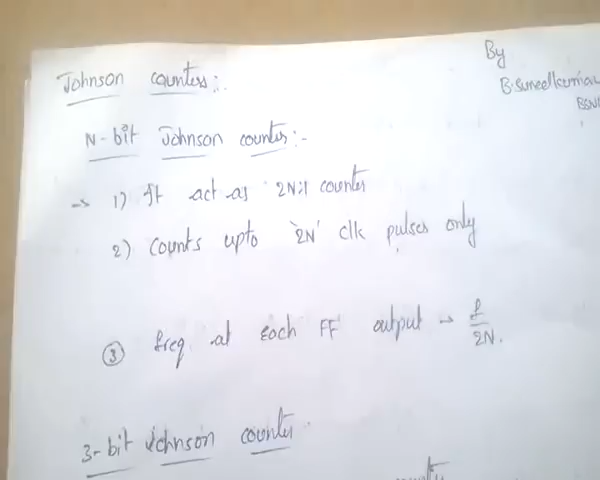 By
Johnson counters:-
B.Suneelkumar
N-bit Johnson counter:-
→ 1) It act as 2N:1 counter
2) Counts upto '2N' clk pulses only
③ freq at each FF output → f/2N.
3-bit Johnson counter